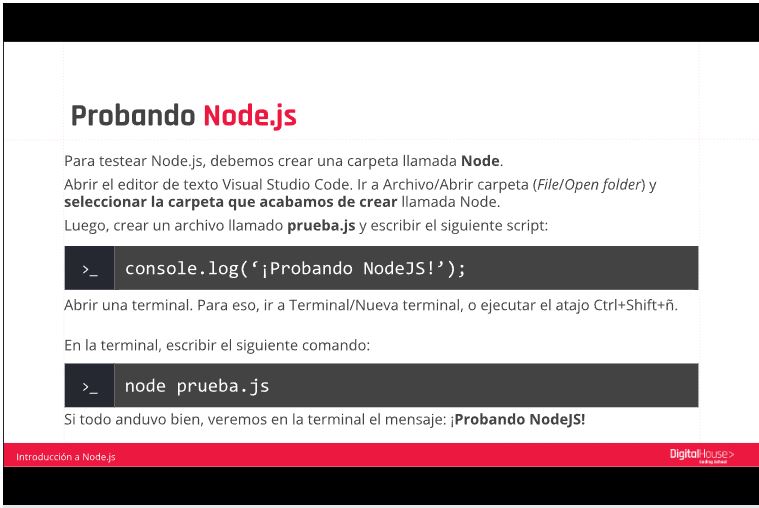 Probando Node.js
Para testear Node.js, debemos crear una carpeta llamada Node.
Abrir el editor de texto Visual Studio Code. Ir a Archivo/Abrir carpeta (File/Open folder) y
seleccionar la carpeta que acabamos de crear llamada Node.
Luego, crear un archivo llamado prueba.js y escribir el siguiente script:
>_ console.log(‘¡Probando NodeJS!’);
Abrir una terminal. Para eso, ir a Terminal/Nueva terminal, o ejecutar el atajo Ctrl+Shift+ñ.
En la terminal, escribir el siguiente comando:
>_ node prueba.js
Si todo anduvo bien, veremos en la terminal el mensaje: ¡Probando NodeJS!
Introducción a Node.js
DigitalHouse>
Coding School